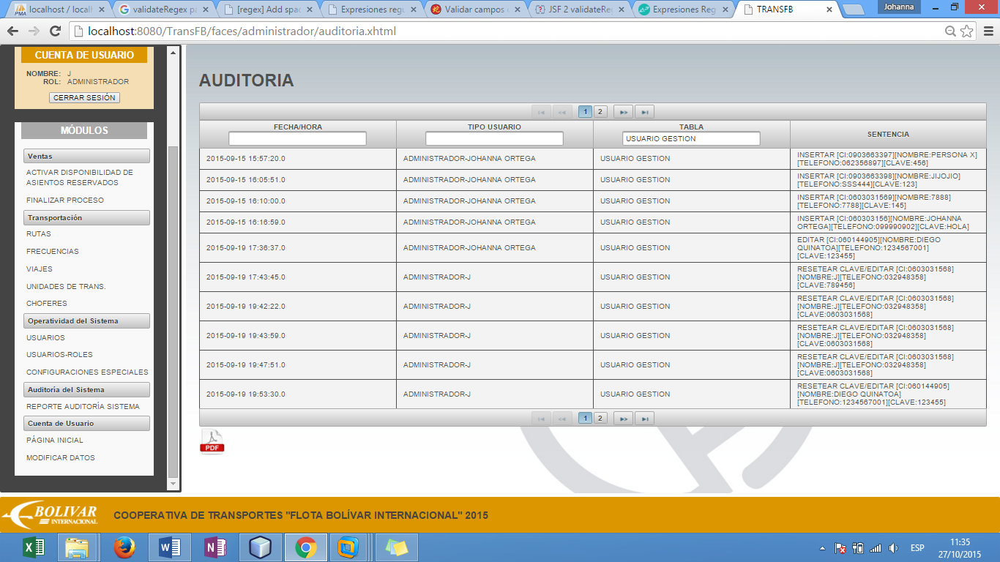 localhost / localh
validateRegex pa
[regex] Add spac
Expresiones regu
Validar campos c
JSF 2 validateRe
Expresiones Reg
TRANSFB
Johanna
localhost:8080/TransFB/faces/administrador/auditoria.xhtml
CUENTA DE USUARIO
NOMBRE: J
ROL: ADMINISTRADOR
CERRAR SESIÓN
MÓDULOS
Ventas
ACTIVAR DISPONIBILIDAD DE
ASIENTOS RESERVADOS
FINALIZAR PROCESO
Transportación
RUTAS
FRECUENCIAS
VIAJES
UNIDADES DE TRANS.
CHOFERES
Operatividad del Sistema
USUARIOS
USUARIOS-ROLES
CONFIGURACIONES ESPECIALES
Auditoría del Sistema
REPORTE AUDITORÍA SISTEMA
Cuenta de Usuario
PÁGINA INICIAL
MODIFICAR DATOS
AUDITORIA
1 2
FECHA/HORA TIPO USUARIO TABLA SENTENCIA
USUARIO GESTION
2015-09-15 15:57:20.0 ADMINISTRADOR-JOHANNA ORTEGA USUARIO GESTION INSERTAR [CI:0903663397][NOMBRE:PERSONA X]
[TELEFONO:062356897][CLAVE:456]
2015-09-15 16:05:51.0 ADMINISTRADOR-JOHANNA ORTEGA USUARIO GESTION INSERTAR [CI:0903663398][NOMBRE:JIJOJIO]
[TELEFONO:SSS444][CLAVE:123]
2015-09-15 16:10:00.0 ADMINISTRADOR-JOHANNA ORTEGA USUARIO GESTION INSERTAR [CI:0603031569][NOMBRE:7888]
[TELEFONO:7788][CLAVE:145]
2015-09-15 16:16:59.0 ADMINISTRADOR-JOHANNA ORTEGA USUARIO GESTION INSERTAR [CI:060303156][NOMBRE:JOHANNA
ORTEGA][TELEFONO:099990902][CLAVE:HOLA]
2015-09-19 17:36:37.0 ADMINISTRADOR-JOHANNA ORTEGA USUARIO GESTION EDITAR [CI:060144905][NOMBRE:DIEGO
QUINATOA][TELEFONO:1234567001]
[CLAVE:123455]
2015-09-19 17:43:45.0 ADMINISTRADOR-J USUARIO GESTION RESETEAR CLAVE/EDITAR [CI:0603031568]
[NOMBRE:J][TELEFONO:032948358]
[CLAVE:789456]
2015-09-19 19:42:22.0 ADMINISTRADOR-J USUARIO GESTION RESETEAR CLAVE/EDITAR [CI:0603031568]
[NOMBRE:J][TELEFONO:032948358]
[CLAVE:0603031568]
2015-09-19 19:43:59.0 ADMINISTRADOR-J USUARIO GESTION RESETEAR CLAVE/EDITAR [CI:0603031568]
[NOMBRE:J][TELEFONO:032948358]
[CLAVE:0603031568]
2015-09-19 19:47:51.0 ADMINISTRADOR-J USUARIO GESTION RESETEAR CLAVE/EDITAR [CI:0603031568]
[NOMBRE:J][TELEFONO:032948358]
[CLAVE:0603031568]
2015-09-19 19:53:30.0 ADMINISTRADOR-J USUARIO GESTION RESETEAR CLAVE/EDITAR [CI:060144905]
[NOMBRE:DIEGO QUINATOA]
[TELEFONO:1234567001][CLAVE:123455]
1 2
PDF
BOLIVAR
INTERNACIONAL
COOPERATIVA DE TRANSPORTES "FLOTA BOLÍVAR INTERNACIONAL" 2015
ESP
11:35
27/10/2015